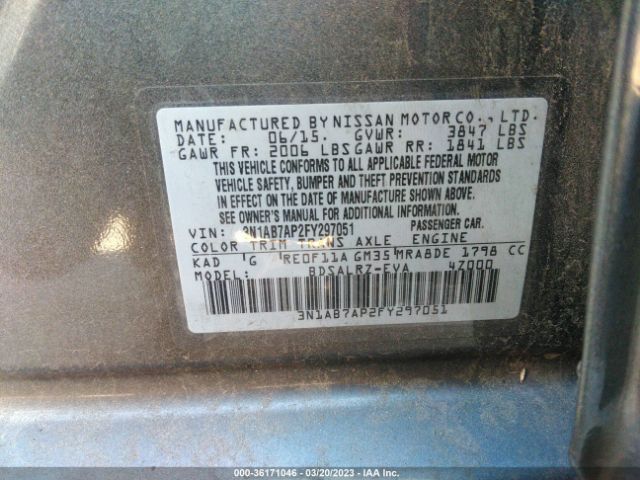 MANUFACTURED BY NISSAN MOTOR CO., LTD.
DATE: 06/15. GVWR: 3847 LBS
GAWR FR: 2006 LBS GAWR RR: 1841 LBS
THIS VEHICLE CONFORMS TO ALL APPLICABLE FEDERAL MOTOR
VEHICLE SAFETY, BUMPER AND THEFT PREVENTION STANDARDS
IN EFFECT ON THE DATE OF MANUFACTURE SHOWN ABOVE.
SEE OWNER'S MANUAL FOR ADDITIONAL INFORMATION.
VIN: 3N1AB7AP2FY297051 PASSENGER CAR.
COLOR TRIM TRANS AXLE ENGINE
KAD G RE0F11A GM35 MRA8DE 1798 CC
MODEL BDSALRZ-EVA 4Z000
3N1AB7AP2FY297051
000-36171046 — 03/20/2023 — IAA Inc.